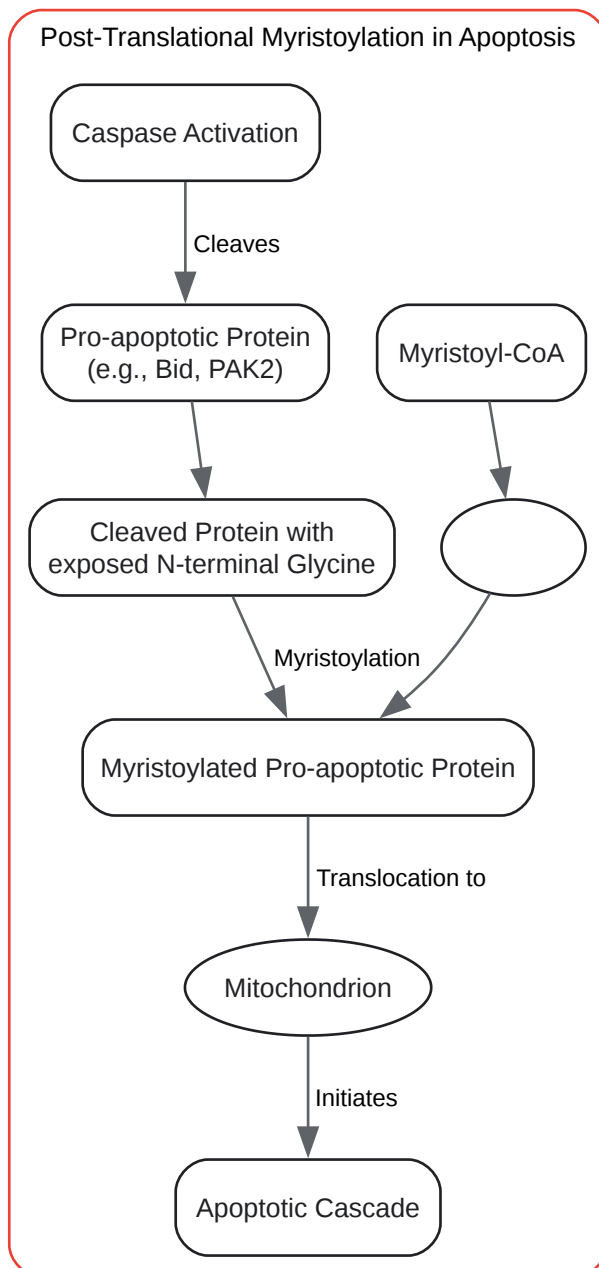 Post-Translational Myristoylation in Apoptosis
Caspase Activation
Cleaves
Pro-apoptotic Protein
(e.g., Bid, PAK2)
Myristoyl-CoA
Cleaved Protein with
exposed N-terminal Glycine
Myristoylation
Myristoylated Pro-apoptotic Protein
Translocation to
Mitochondrion
Initiates
Apoptotic Cascade